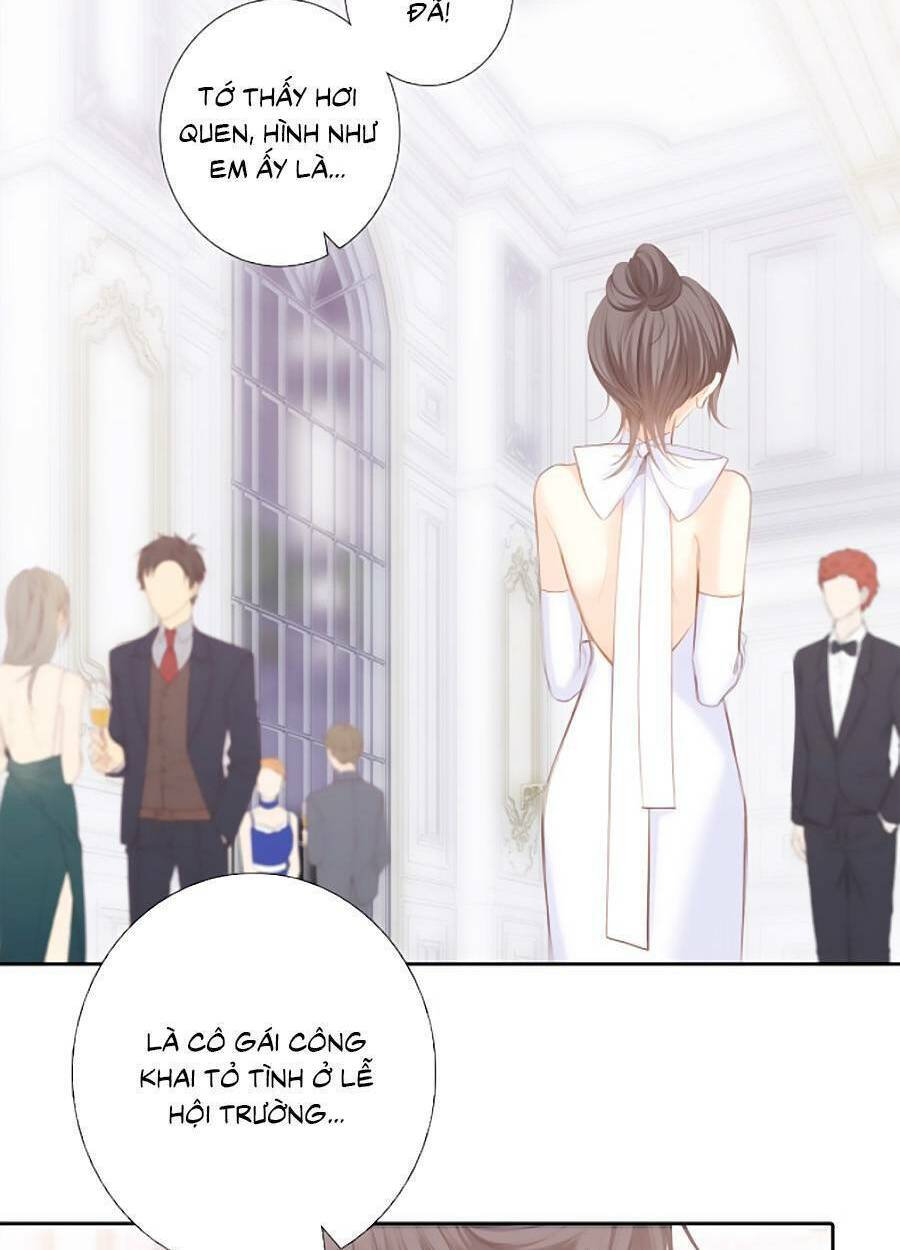 ĐÃ!
TỚ THẤY HƠI
QUEN, HÌNH NHƯ
EM ẤY LÀ...
LÀ CÔ GÁI CÔNG
KHAI TỎ TÌNH Ở LỄ
HỘI TRƯỜNG...